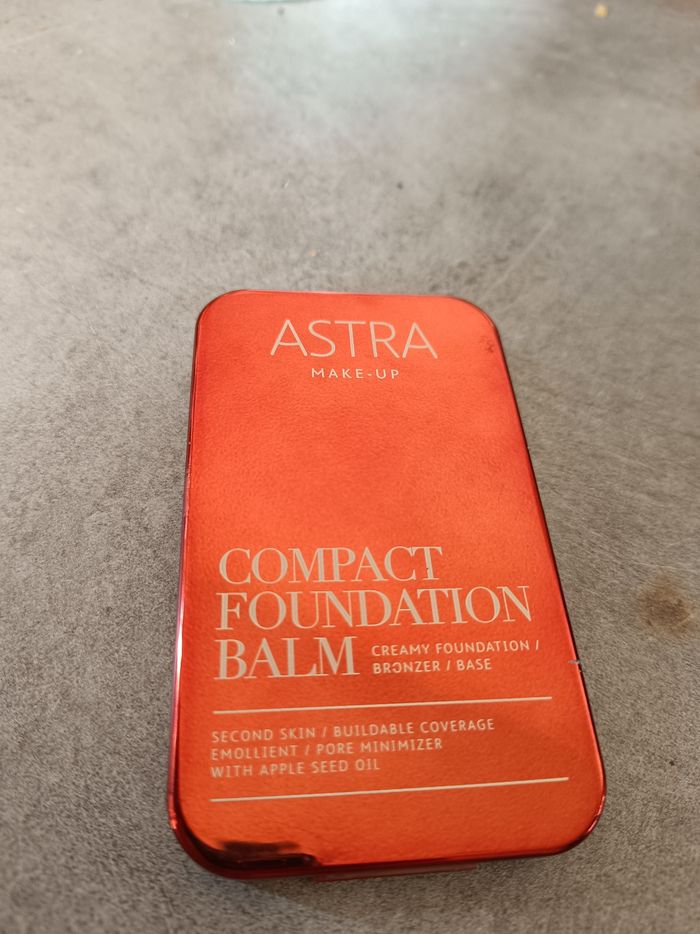 ASTRA
MAKE-UP
COMPACT
FOUNDATION
BALM
CREAMY FOUNDATION /
BRONZER / BASE
SECOND SKIN / BUILDABLE COVERAGE
EMOLLIENT / PORE MINIMIZER
WITH APPLE SEED OIL